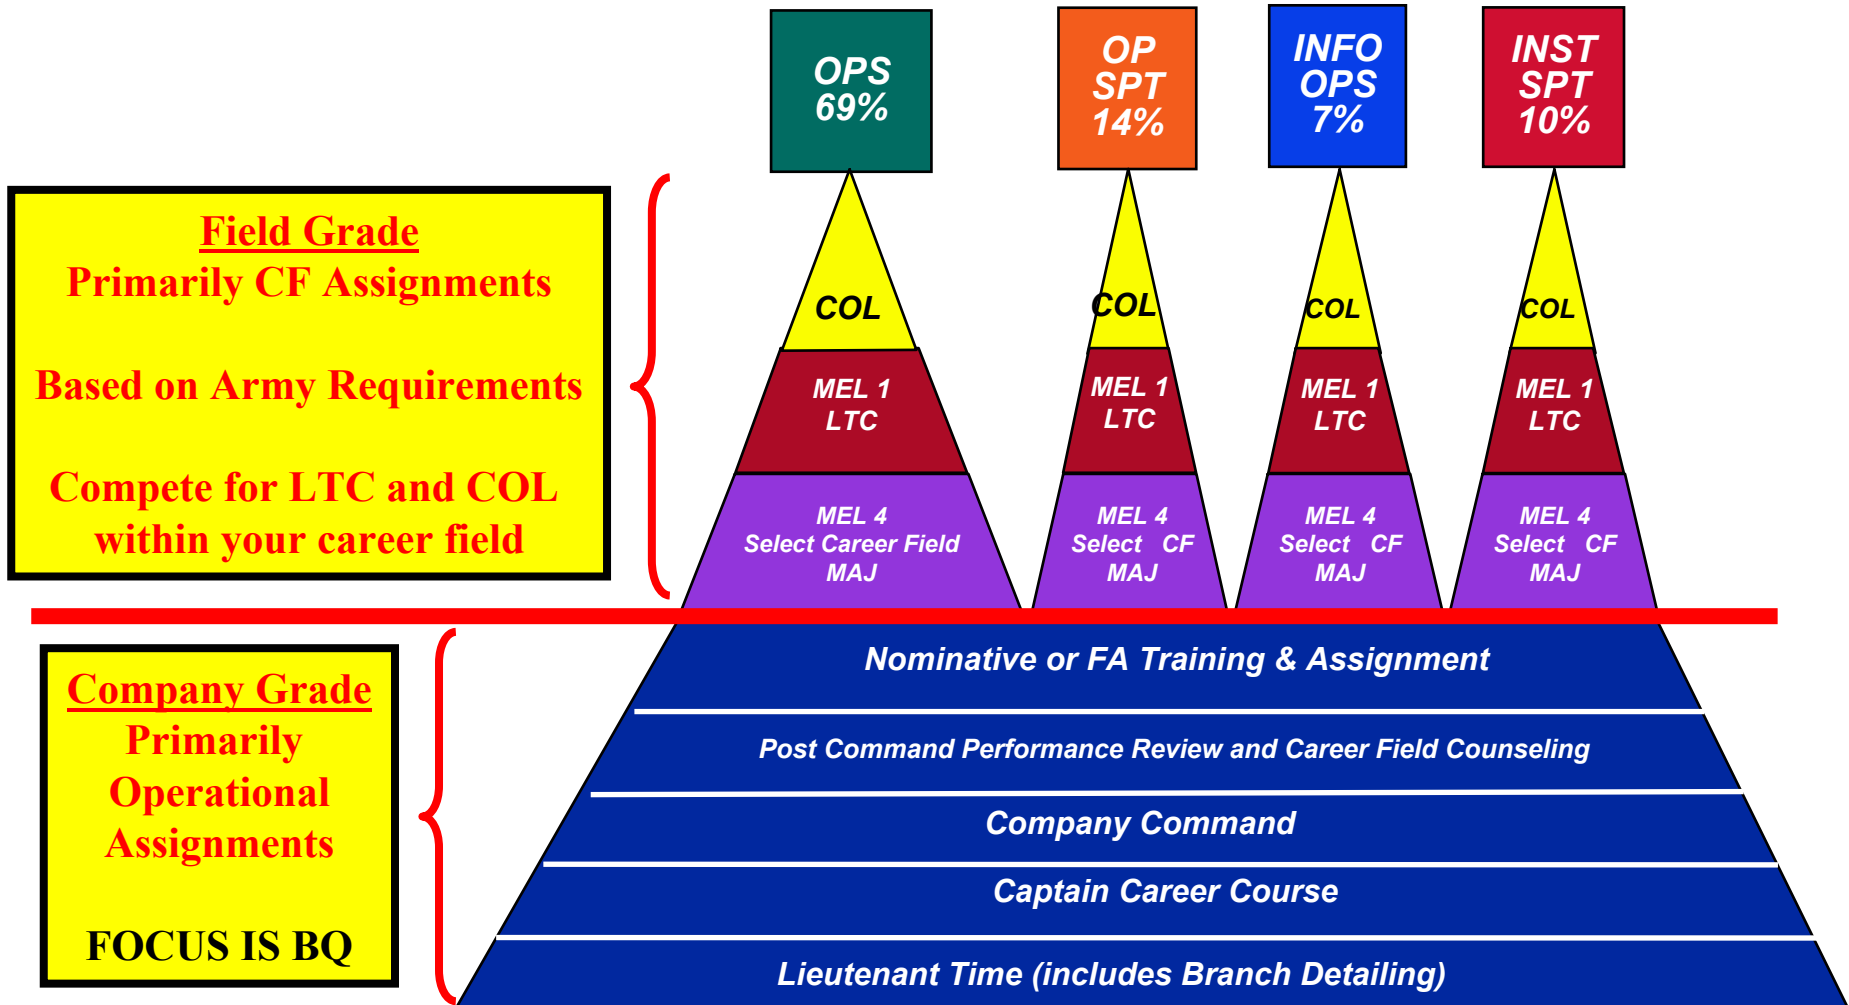 OPS
69%
OP
SPT
14%
INFO
OPS
7%
INST
SPT
10%
Field Grade
Primarily CF Assignments
Based on Army Requirements
Compete for LTC and COL
within your career field
COL
COL
COL
COL
MEL 1
LTC
MEL 1
LTC
MEL 1
LTC
MEL 1
LTC
MEL 4
Select Career Field
MAJ
MEL 4
Select CF
MAJ
MEL 4
Select CF
MAJ
MEL 4
Select CF
MAJ
Company Grade
Primarily
Operational
Assignments
FOCUS IS BQ
Nominative or FA Training & Assignment
Post Command Performance Review and Career Field Counseling
Company Command
Captain Career Course
Lieutenant Time (includes Branch Detailing)